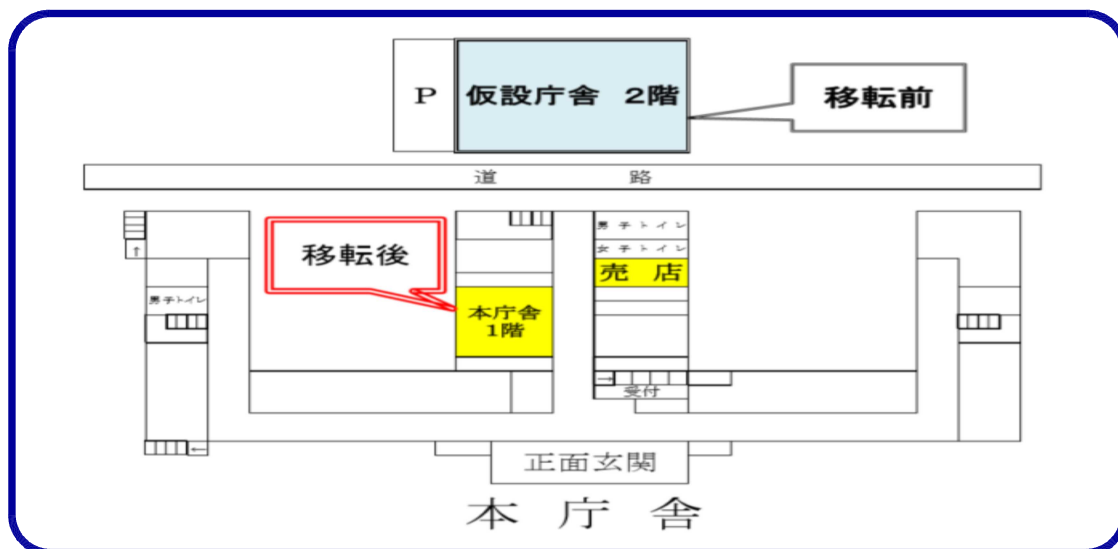 P
仮設庁舎 2階
移転前
道 路
移転後
男子トイレ
女子トイレ
売 店
↑
男子トイレ
本庁舎
1階
→
受付
←
正面玄関
本 庁 舎